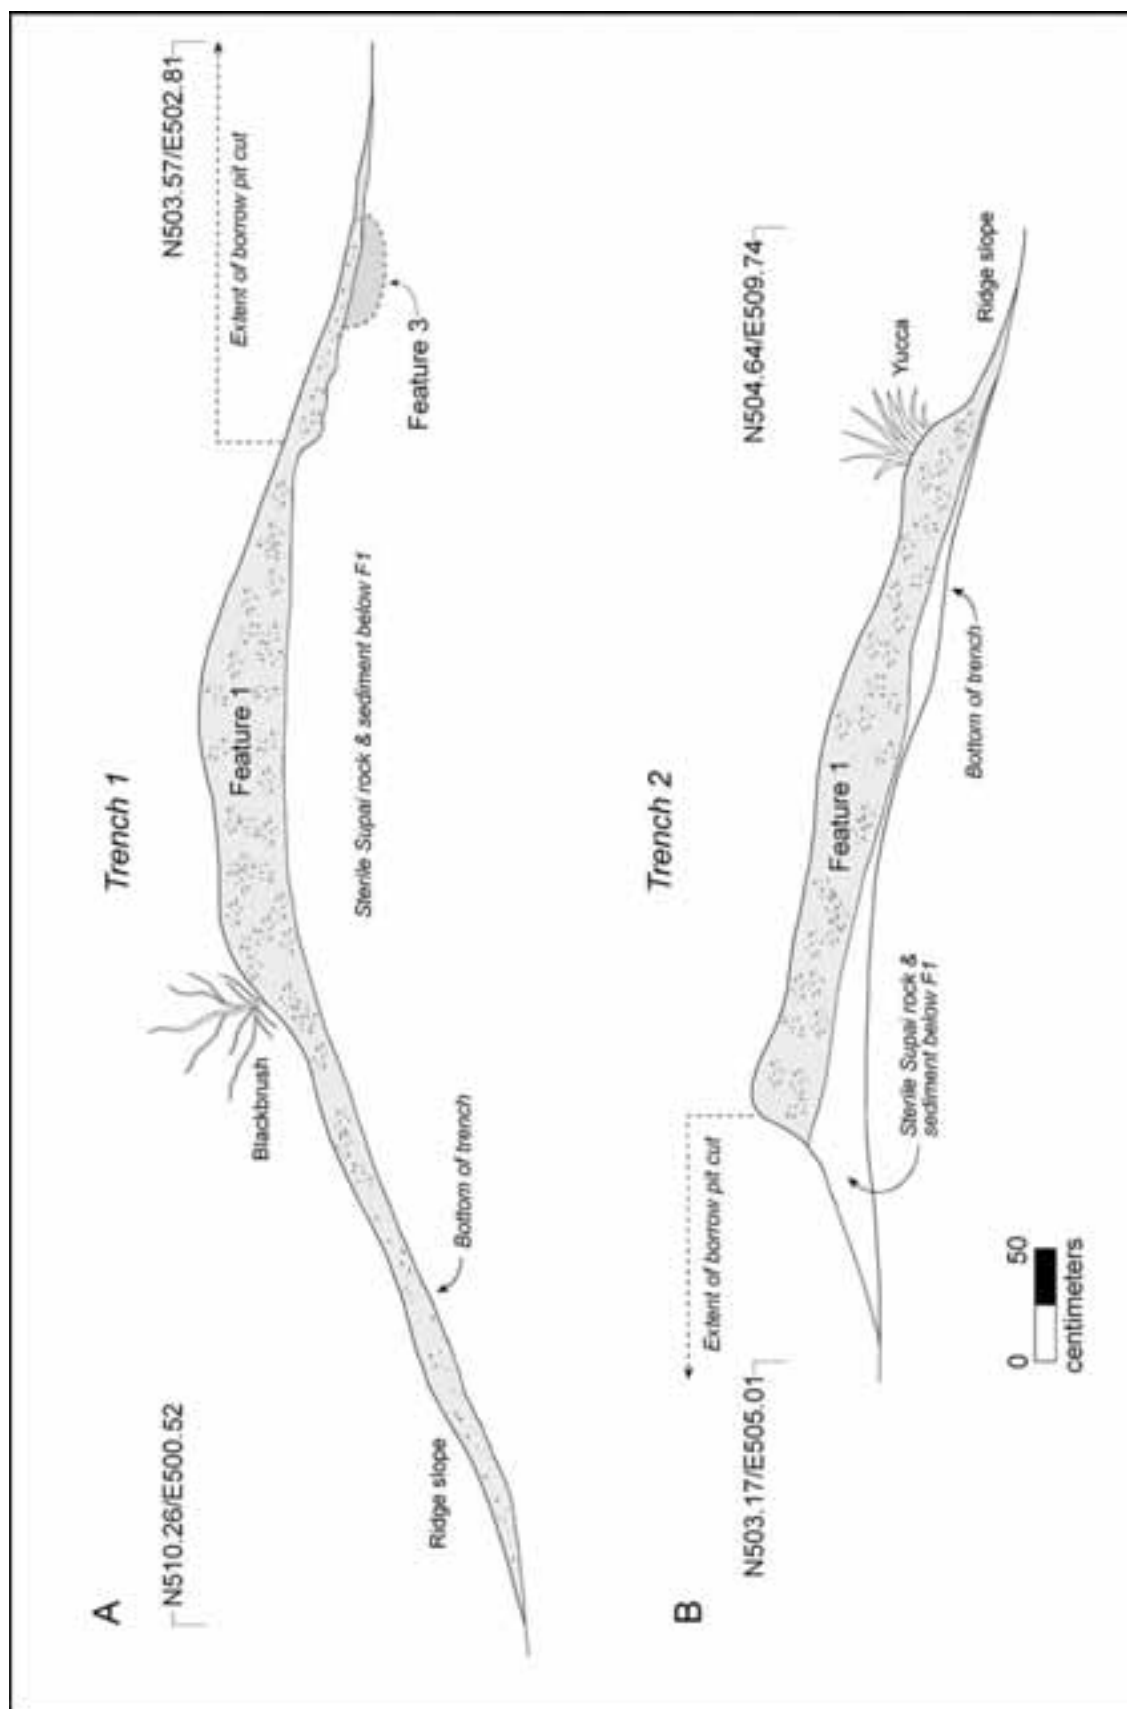 A
Trench 1
N510.26/E500.52
N503.57/E502.81
Extent of borrow pit cut
Blackbrush
Feature 1
Feature 3
Sterile Supai rock & sediment below F1
Ridge slope
Bottom of trench
B
Trench 2
N503.17/E505.01
N504.64/E509.74
Extent of borrow pit cut
Feature 1
Yucca
Ridge slope
Sterile Supai rock &
sediment below F1
Bottom of trench
0 50
centimeters